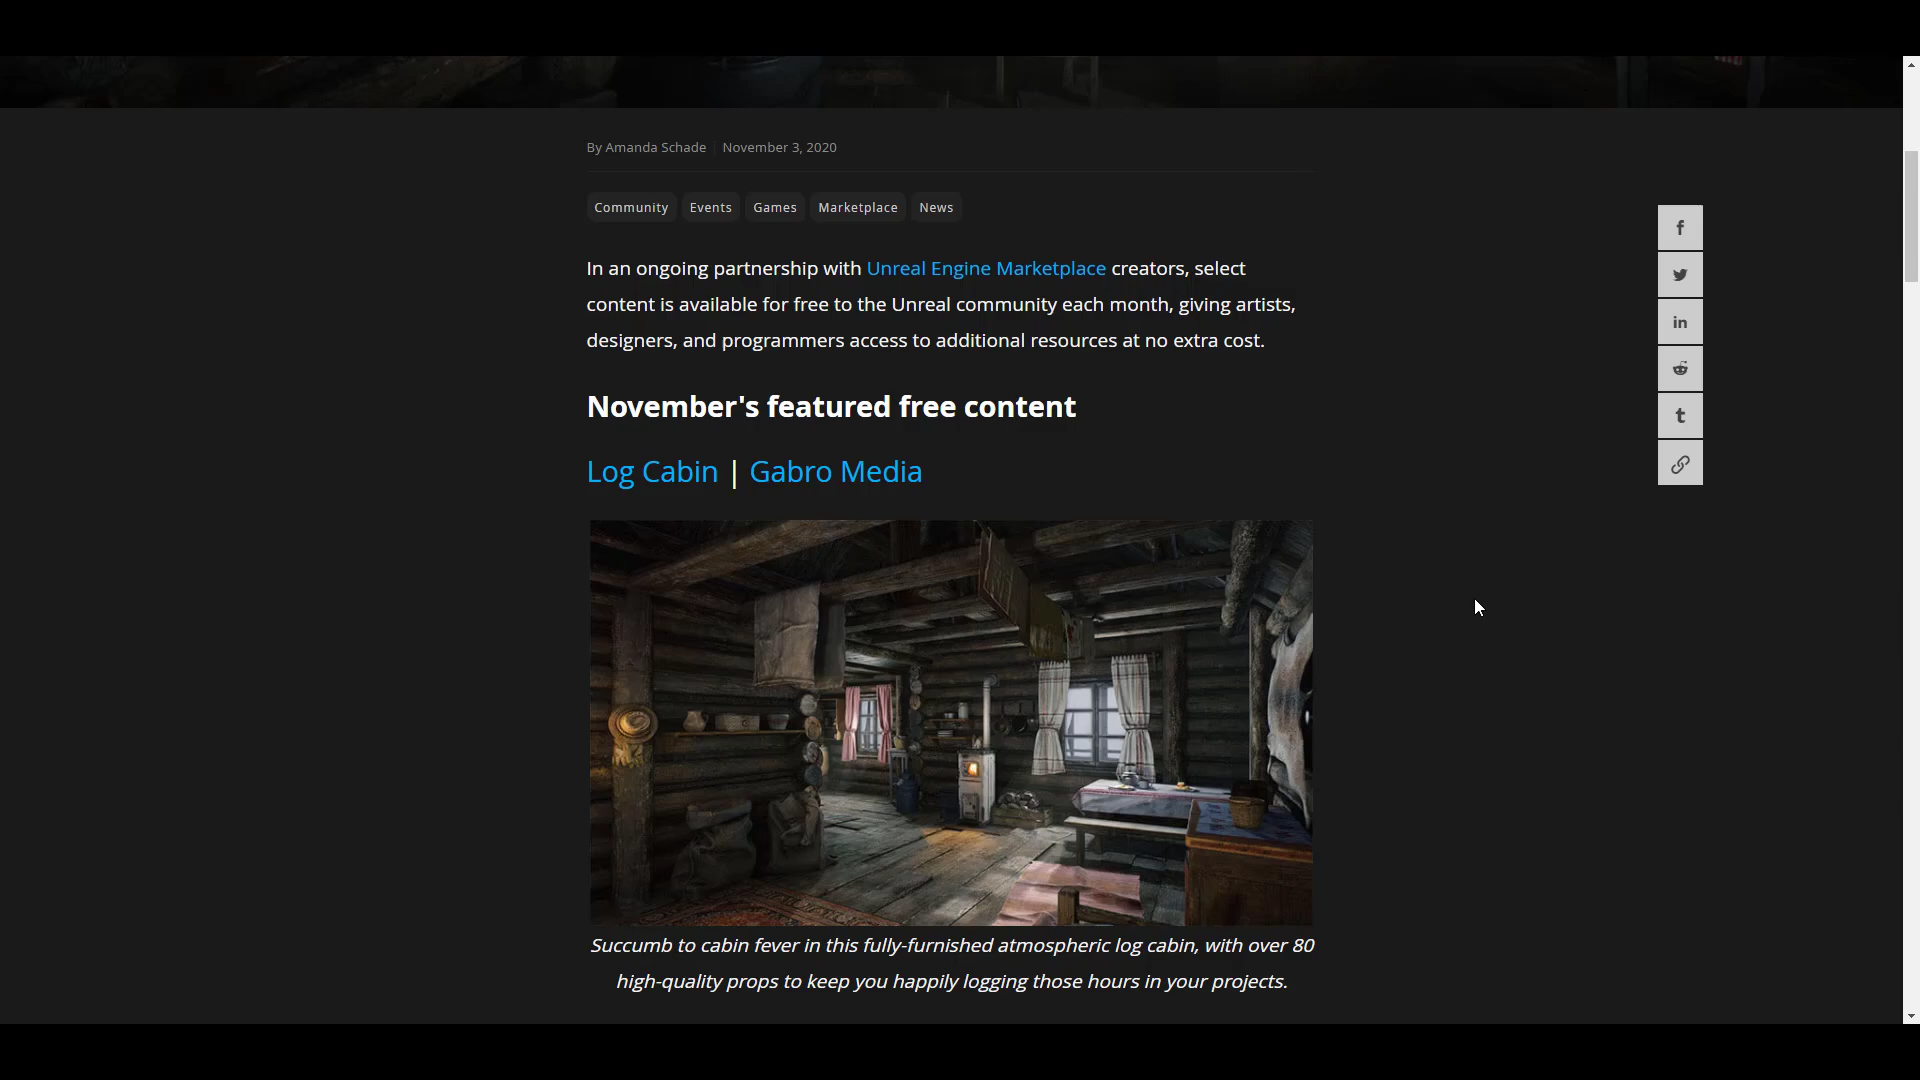 By Amanda Schade | November 3, 2020
Community Events Games Marketplace News
In an ongoing partnership with Unreal Engine Marketplace creators, select
content is available for free to the Unreal community each month, giving artists,
designers, and programmers access to additional resources at no extra cost.
November's featured free content
Log Cabin | Gabro Media
Succumb to cabin fever in this fully-furnished atmospheric log cabin, with over 80
high-quality props to keep you happily logging those hours in your projects.